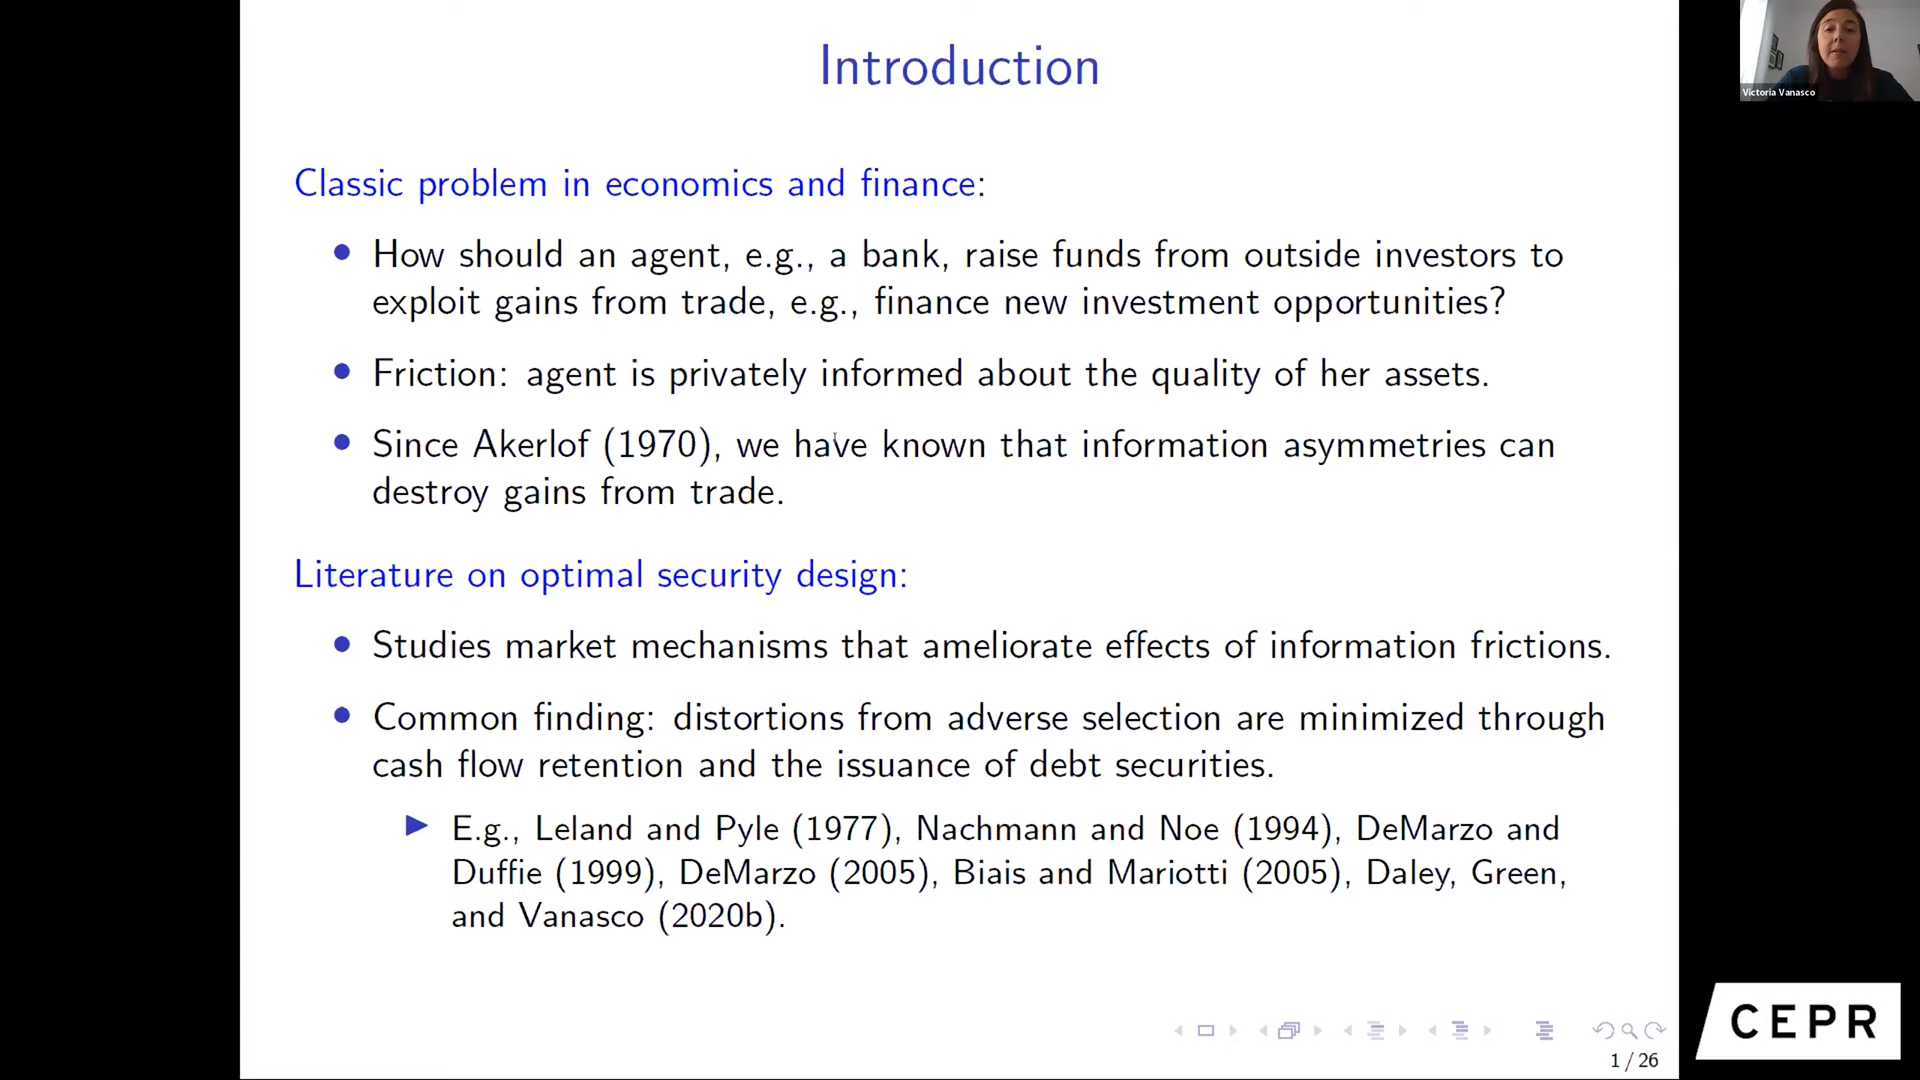 Introduction
Victoria Vanasco
Classic problem in economics and finance:
• How should an agent, e.g., a bank, raise funds from outside investors to
exploit gains from trade, e.g., finance new investment opportunities?
• Friction: agent is privately informed about the quality of her assets.
• Since Akerlof (1970), we have known that information asymmetries can
destroy gains from trade.
Literature on optimal security design:
• Studies market mechanisms that ameliorate effects of information frictions.
• Common finding: distortions from adverse selection are minimized through
cash flow retention and the issuance of debt securities.
▶ E.g., Leland and Pyle (1977), Nachmann and Noe (1994), DeMarzo and
Duffie (1999), DeMarzo (2005), Biais and Mariotti (2005), Daley, Green,
and Vanasco (2020b).
CEPR
1 / 26